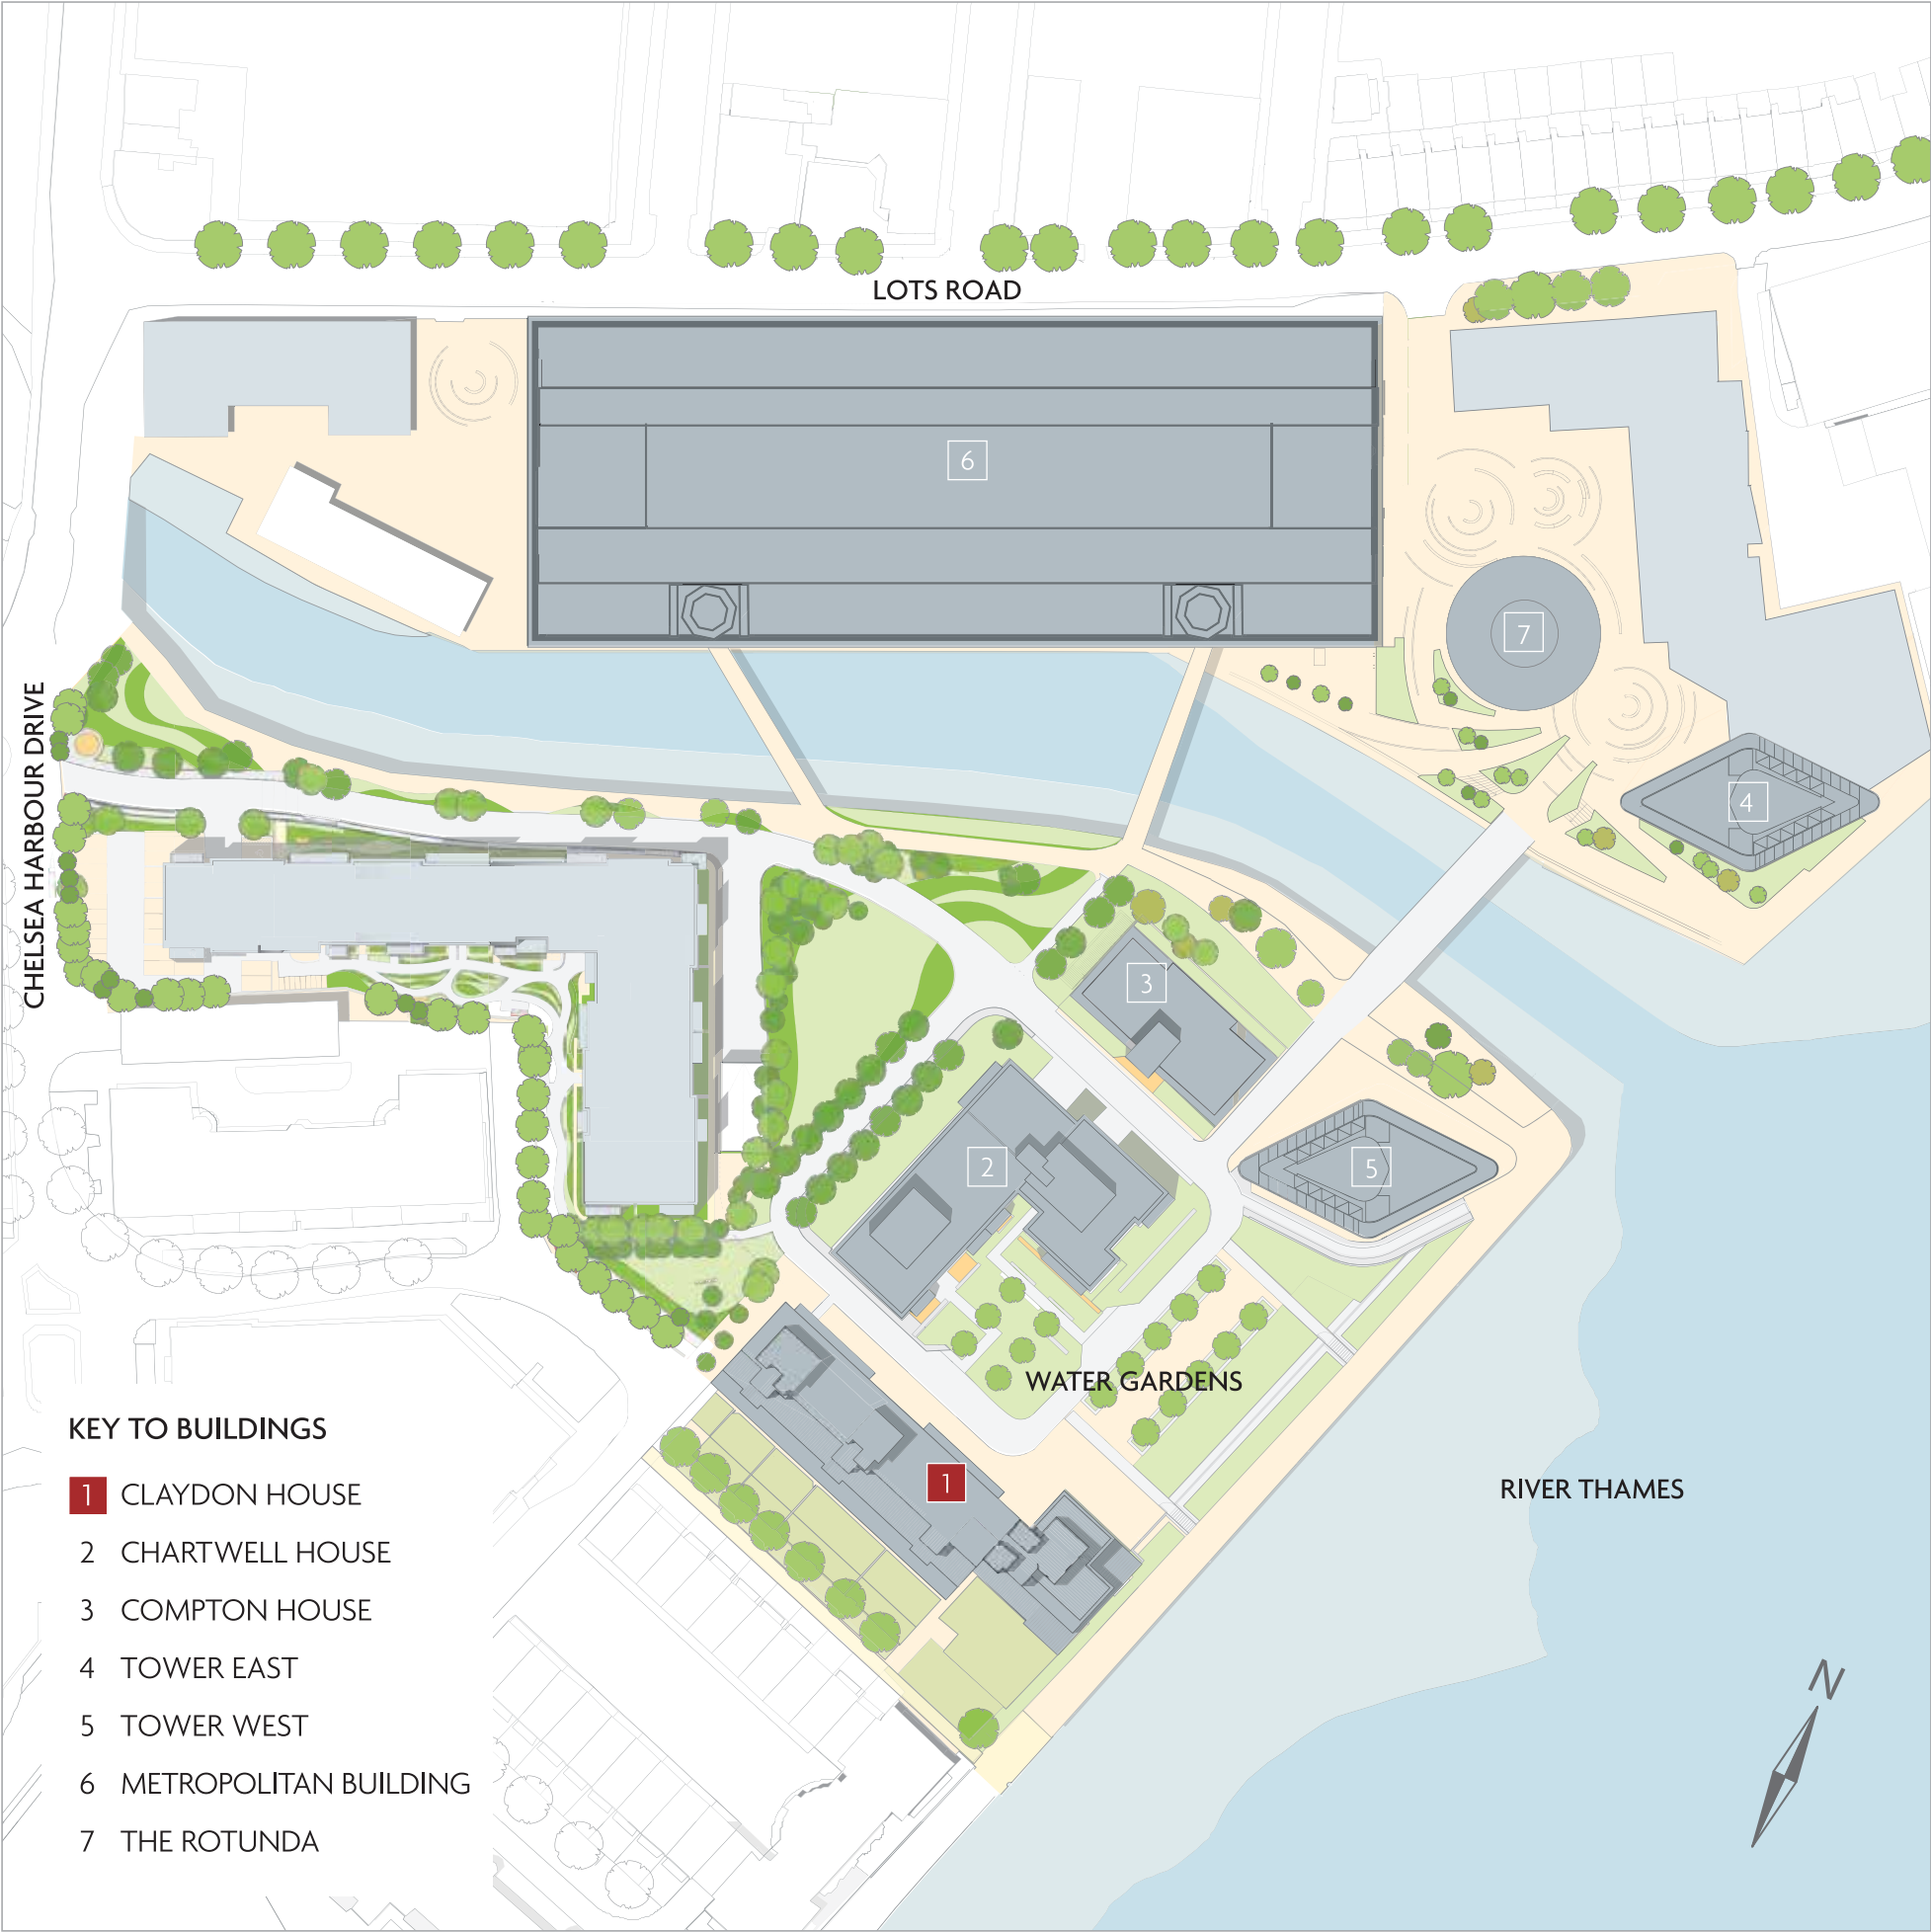 LOTS ROAD
6
7
CHELSEA HARBOUR DRIVE
4
3
2
5
WATER GARDENS
1
RIVER THAMES
KEY TO BUILDINGS
1 CLAYDON HOUSE
2 CHARTWELL HOUSE
3 COMPTON HOUSE
4 TOWER EAST
5 TOWER WEST
6 METROPOLITAN BUILDING
7 THE ROTUNDA
N